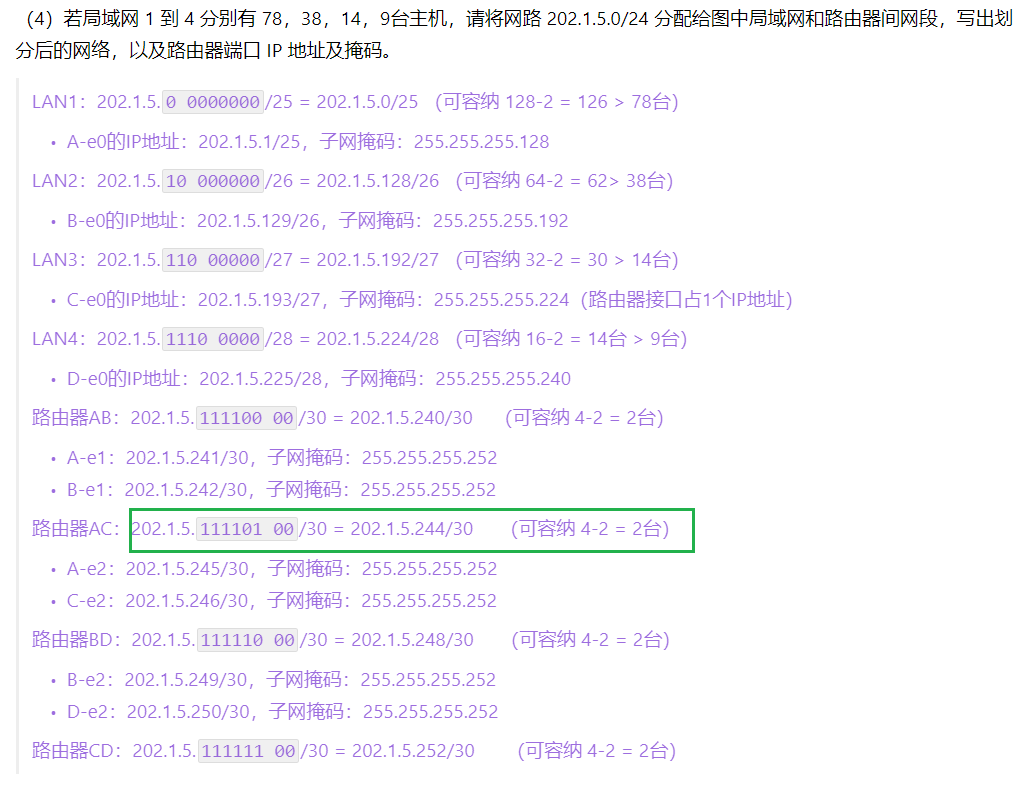 （4）若局域网 1 到 4 分别有 78，38，14，9台主机，请将网路 202.1.5.0/24 分配给图中局域网和路由器间网段，写出划
分后的网络，以及路由器端口 IP 地址及掩码。
LAN1：202.1.5.0 0000000/25 = 202.1.5.0/25 （可容纳 128-2 = 126 > 78台）
• A-e0的IP地址：202.1.5.1/25，子网掩码：255.255.255.128
LAN2：202.1.5.10 000000/26 = 202.1.5.128/26 （可容纳 64-2 = 62> 38台）
• B-e0的IP地址：202.1.5.129/26，子网掩码：255.255.255.192
LAN3：202.1.5.110 00000/27 = 202.1.5.192/27 （可容纳 32-2 = 30 > 14台）
• C-e0的IP地址：202.1.5.193/27，子网掩码：255.255.255.224（路由器接口占1个IP地址）
LAN4：202.1.5.1110 0000/28 = 202.1.5.224/28 （可容纳 16-2 = 14台 > 9台）
• D-e0的IP地址：202.1.5.225/28，子网掩码：255.255.255.240
路由器AB：202.1.5.111100 00/30 = 202.1.5.240/30 （可容纳 4-2 = 2台）
• A-e1：202.1.5.241/30，子网掩码：255.255.255.252
• B-e1：202.1.5.242/30，子网掩码：255.255.255.252
路由器AC：202.1.5.111101 00/30 = 202.1.5.244/30 （可容纳 4-2 = 2台）
• A-e2：202.1.5.245/30，子网掩码：255.255.255.252
• C-e2：202.1.5.246/30，子网掩码：255.255.255.252
路由器BD：202.1.5.111110 00/30 = 202.1.5.248/30 （可容纳 4-2 = 2台）
• B-e2：202.1.5.249/30，子网掩码：255.255.255.252
• D-e2：202.1.5.250/30，子网掩码：255.255.255.252
路由器CD：202.1.5.111111 00/30 = 202.1.5.252/30 （可容纳 4-2 = 2台）